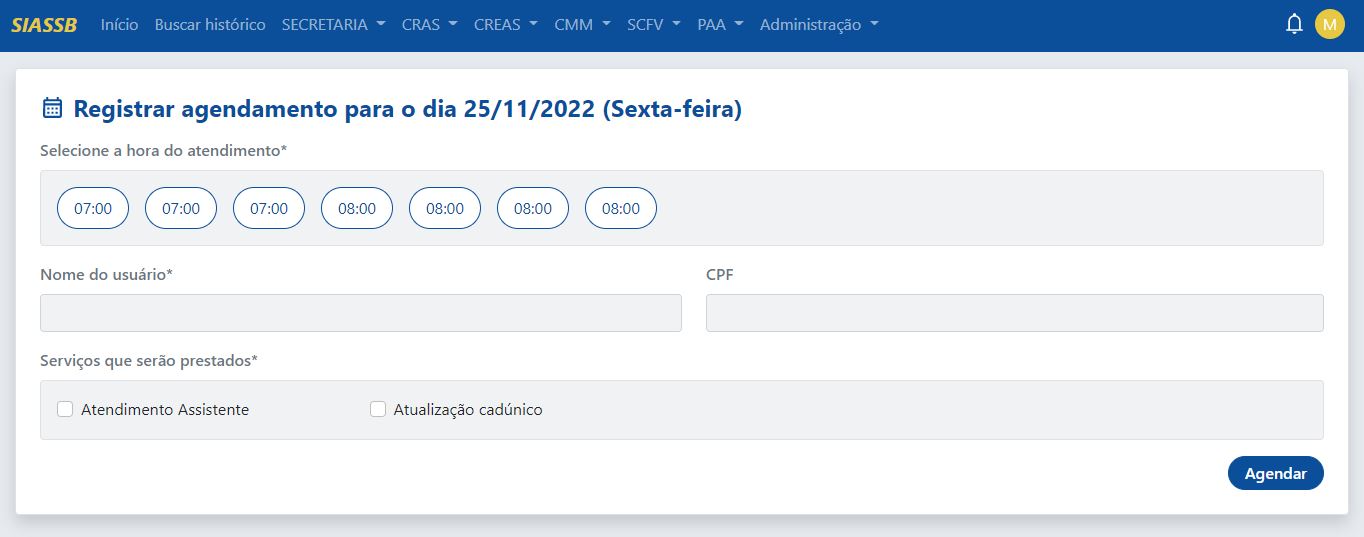 SIASSB Início Buscar histórico SECRETARIA CRAS CREAS CMM SCFV PAA Administração M
Registrar agendamento para o dia 25/11/2022 (Sexta-feira)
Selecione a hora do atendimento*
07:00 07:00 07:00 08:00 08:00 08:00 08:00
Nome do usuário* CPF
Serviços que serão prestados*
Atendimento Assistente Atualização cadúnico
Agendar